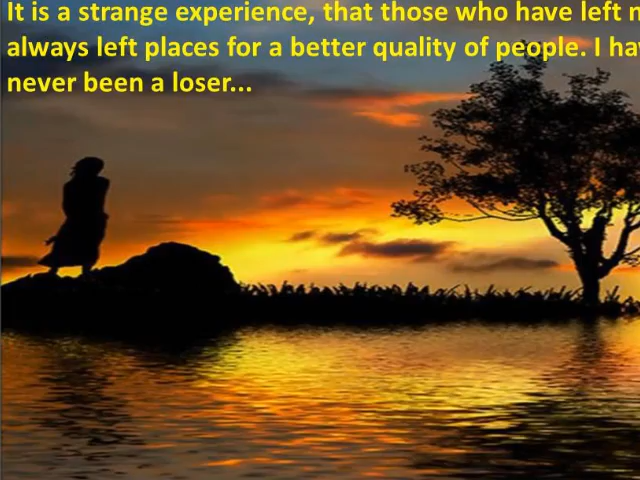 It is a strange experience, that those who have left
always left places for a better quality of people. I
never been a loser...